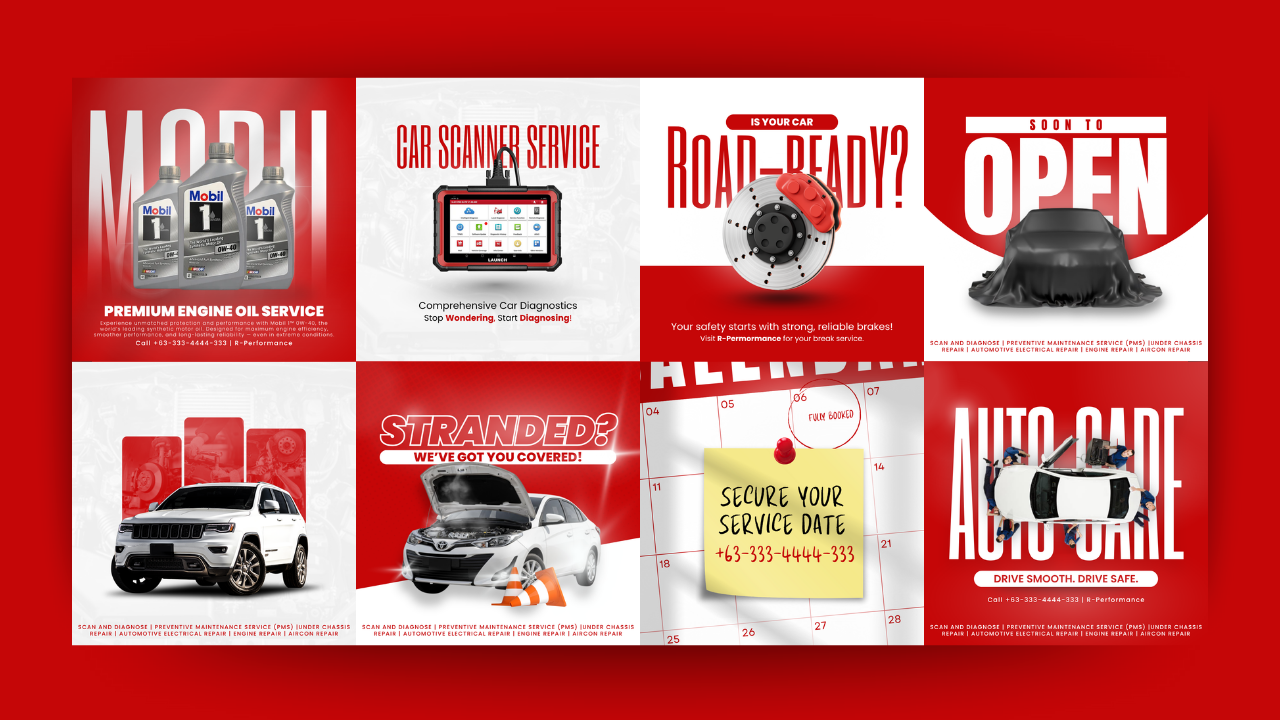 MOBIL
Mobil
1
0W-40
Mobil
1
0W-40
Mobil
1
0W-40
PREMIUM ENGINE OIL SERVICE
Experience unmatched protection and performance with Mobil 1™ 0W-40, the
world's leading synthetic motor oil. Designed for maximum engine efficiency,
smoother performance, and long-lasting reliability — even in extreme conditions.
Call +63-333-4444-333 | R-Performance
CAR SCANNER SERVICE
LAUNCH
Comprehensive Car Diagnostics
Stop Wondering, Start Diagnosing!
IS YOUR CAR
ROAD-READY?
Your safety starts with strong, reliable brakes!
Visit R-Permormance for your break service.
SOON TO
OPEN
SCAN AND DIAGNOSE | PREVENTIVE MAINTENANCE SERVICE (PMS) |UNDER CHASSIS
REPAIR | AUTOMOTIVE ELECTRICAL REPAIR | ENGINE REPAIR | AIRCON REPAIR
SCAN AND DIAGNOSE | PREVENTIVE MAINTENANCE SERVICE (PMS) |UNDER CHASSIS
REPAIR | AUTOMOTIVE ELECTRICAL REPAIR | ENGINE REPAIR | AIRCON REPAIR
STRANDED?
WE'VE GOT YOU COVERED!
SCAN AND DIAGNOSE | PREVENTIVE MAINTENANCE SERVICE (PMS) |UNDER CHASSIS
REPAIR | AUTOMOTIVE ELECTRICAL REPAIR | ENGINE REPAIR | AIRCON REPAIR
CALENDAR
04 05 06 07
FULLY BOOKED
11 14
SECURE YOUR
SERVICE DATE
+63-333-4444-333
18 21
25 26 27 28
AUTO CARE
DRIVE SMOOTH. DRIVE SAFE.
Call +63-333-4444-333 | R-Performance
SCAN AND DIAGNOSE | PREVENTIVE MAINTENANCE SERVICE (PMS) |UNDER CHASSIS
REPAIR | AUTOMOTIVE ELECTRICAL REPAIR | ENGINE REPAIR | AIRCON REPAIR